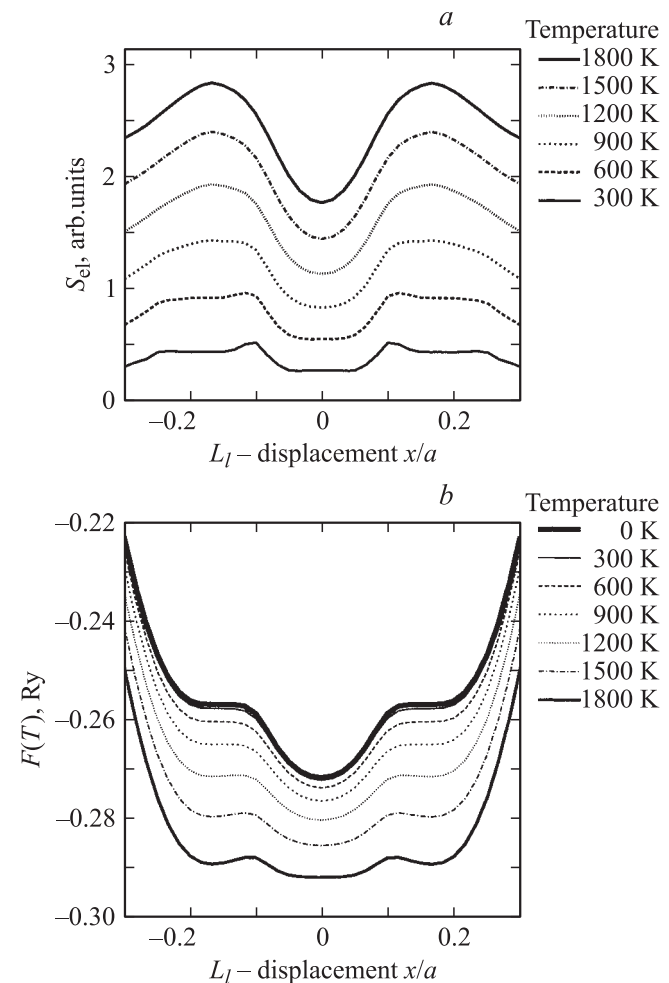 a
Temperature
1800 K
1500 K
1200 K
900 K
600 K
300 K
3
2
1
0
S_el, arb.units
−0.2 0 0.2
L_l – displacement x/a
b
Temperature
0 K
300 K
600 K
900 K
1200 K
1500 K
1800 K
−0.22
−0.24
−0.26
−0.28
−0.30
F(T), Ry
−0.2 0 0.2
L_l – displacement x/a